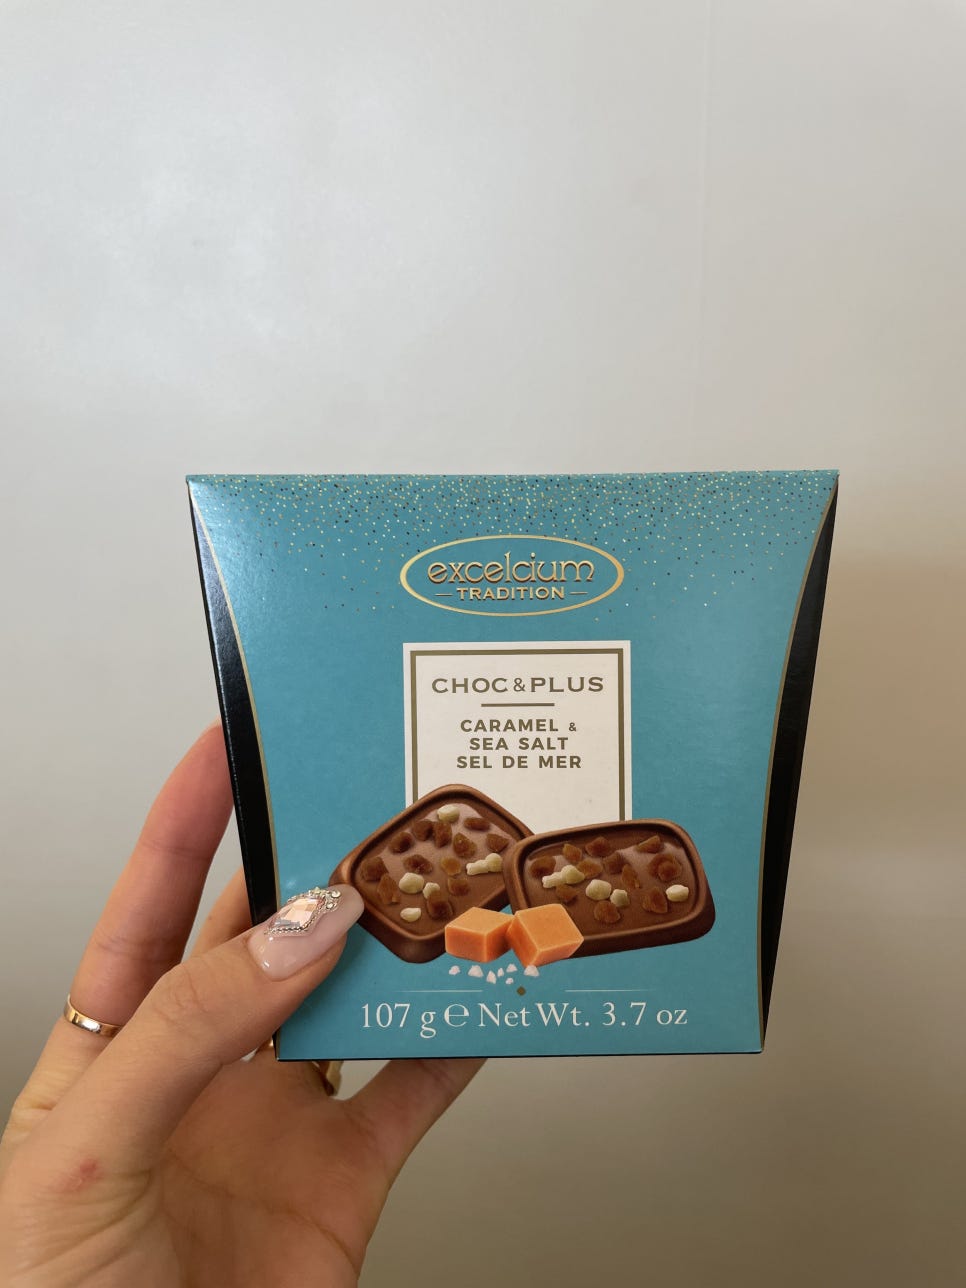 excelcium
TRADITION
CHOC&PLUS
CARAMEL &
SEA SALT
SEL DE MER
107 g ℮ Net Wt. 3.7 oz